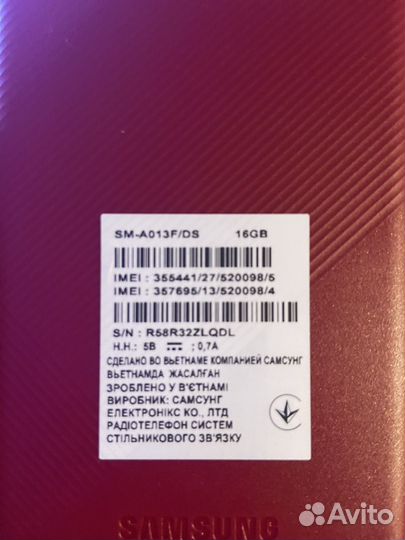 SM-A013F/DS 16GB
IMEI : 355441/27/520098/5
IMEI : 357695/13/520098/4
S/N : R58R32ZLQDL
Н.Н.: 5В ⎓ ; 0,7А
СДЕЛАНО ВО ВЬЕТНАМЕ КОМПАНИЕЙ САМСУНГ
ВЬЕТНАМДА ЖАСАЛҒАН
ЗРОБЛЕНО У В'ЄТНАМІ
ВИРОБНИК: САМСУНГ
ЕЛЕКТРОНІКС КО., ЛТД
РАДІОТЕЛЕФОН СИСТЕМ
СТІЛЬНИКОВОГО ЗВ'ЯЗКУ
SAMSUNG
Avito